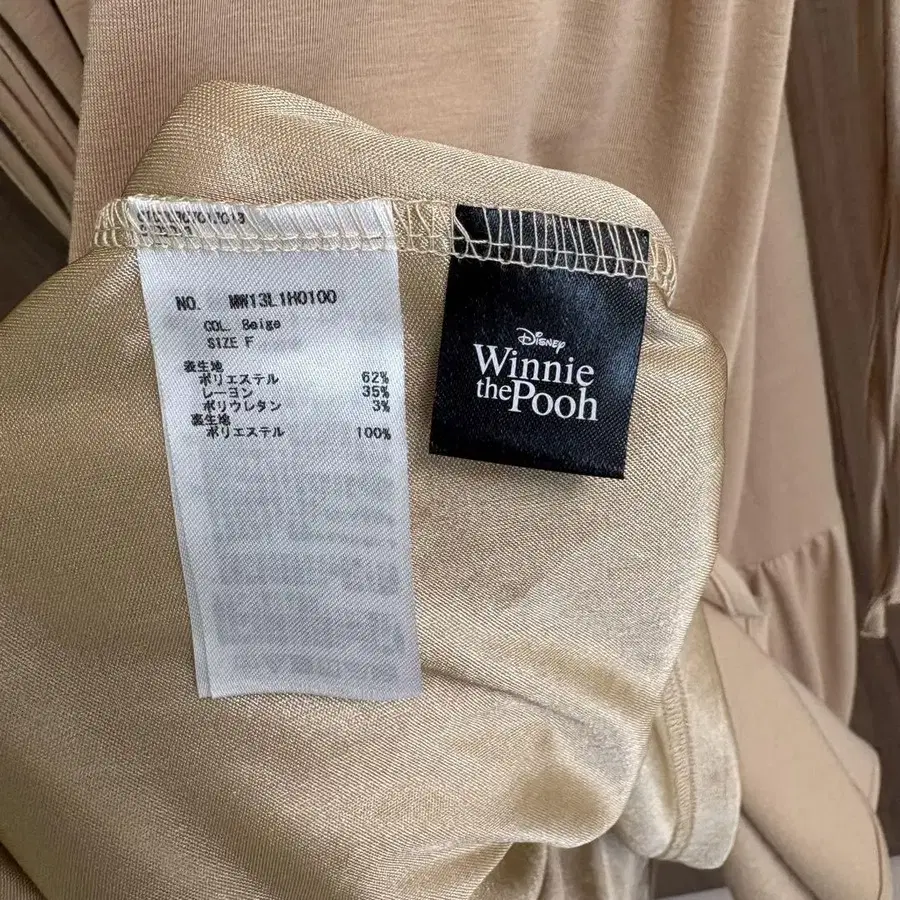 NO. MW13L1H0100
COL. Beige
SIZE F
表生地
ポリエステル 62%
レーヨン 35%
ポリウレタン 3%
裏生地
ポリエステル 100%
Disney
Winnie
the Pooh